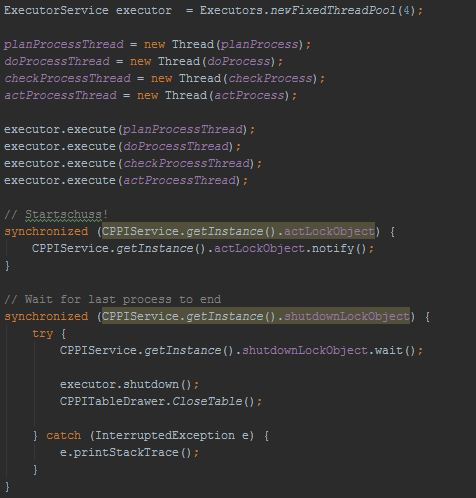 ExecutorService executor  = Executors.newFixedThreadPool(4);

planProcessThread = new Thread(planProcess);
doProcessThread = new Thread(doProcess);
checkProcessThread = new Thread(checkProcess);
actProcessThread = new Thread(actProcess);

executor.execute(planProcessThread);
executor.execute(doProcessThread);
executor.execute(checkProcessThread);
executor.execute(actProcessThread);

// Startschuss!
synchronized (CPPIService.getInstance().actLockObject) {
    CPPIService.getInstance().actLockObject.notify();
}

// Wait for last process to end
synchronized (CPPIService.getInstance().shutdownLockObject) {
    try {
        CPPIService.getInstance().shutdownLockObject.wait();

        executor.shutdown();
        CPPITableDrawer.CloseTable();

    } catch (InterruptedException e) {
        e.printStackTrace();
    }
}